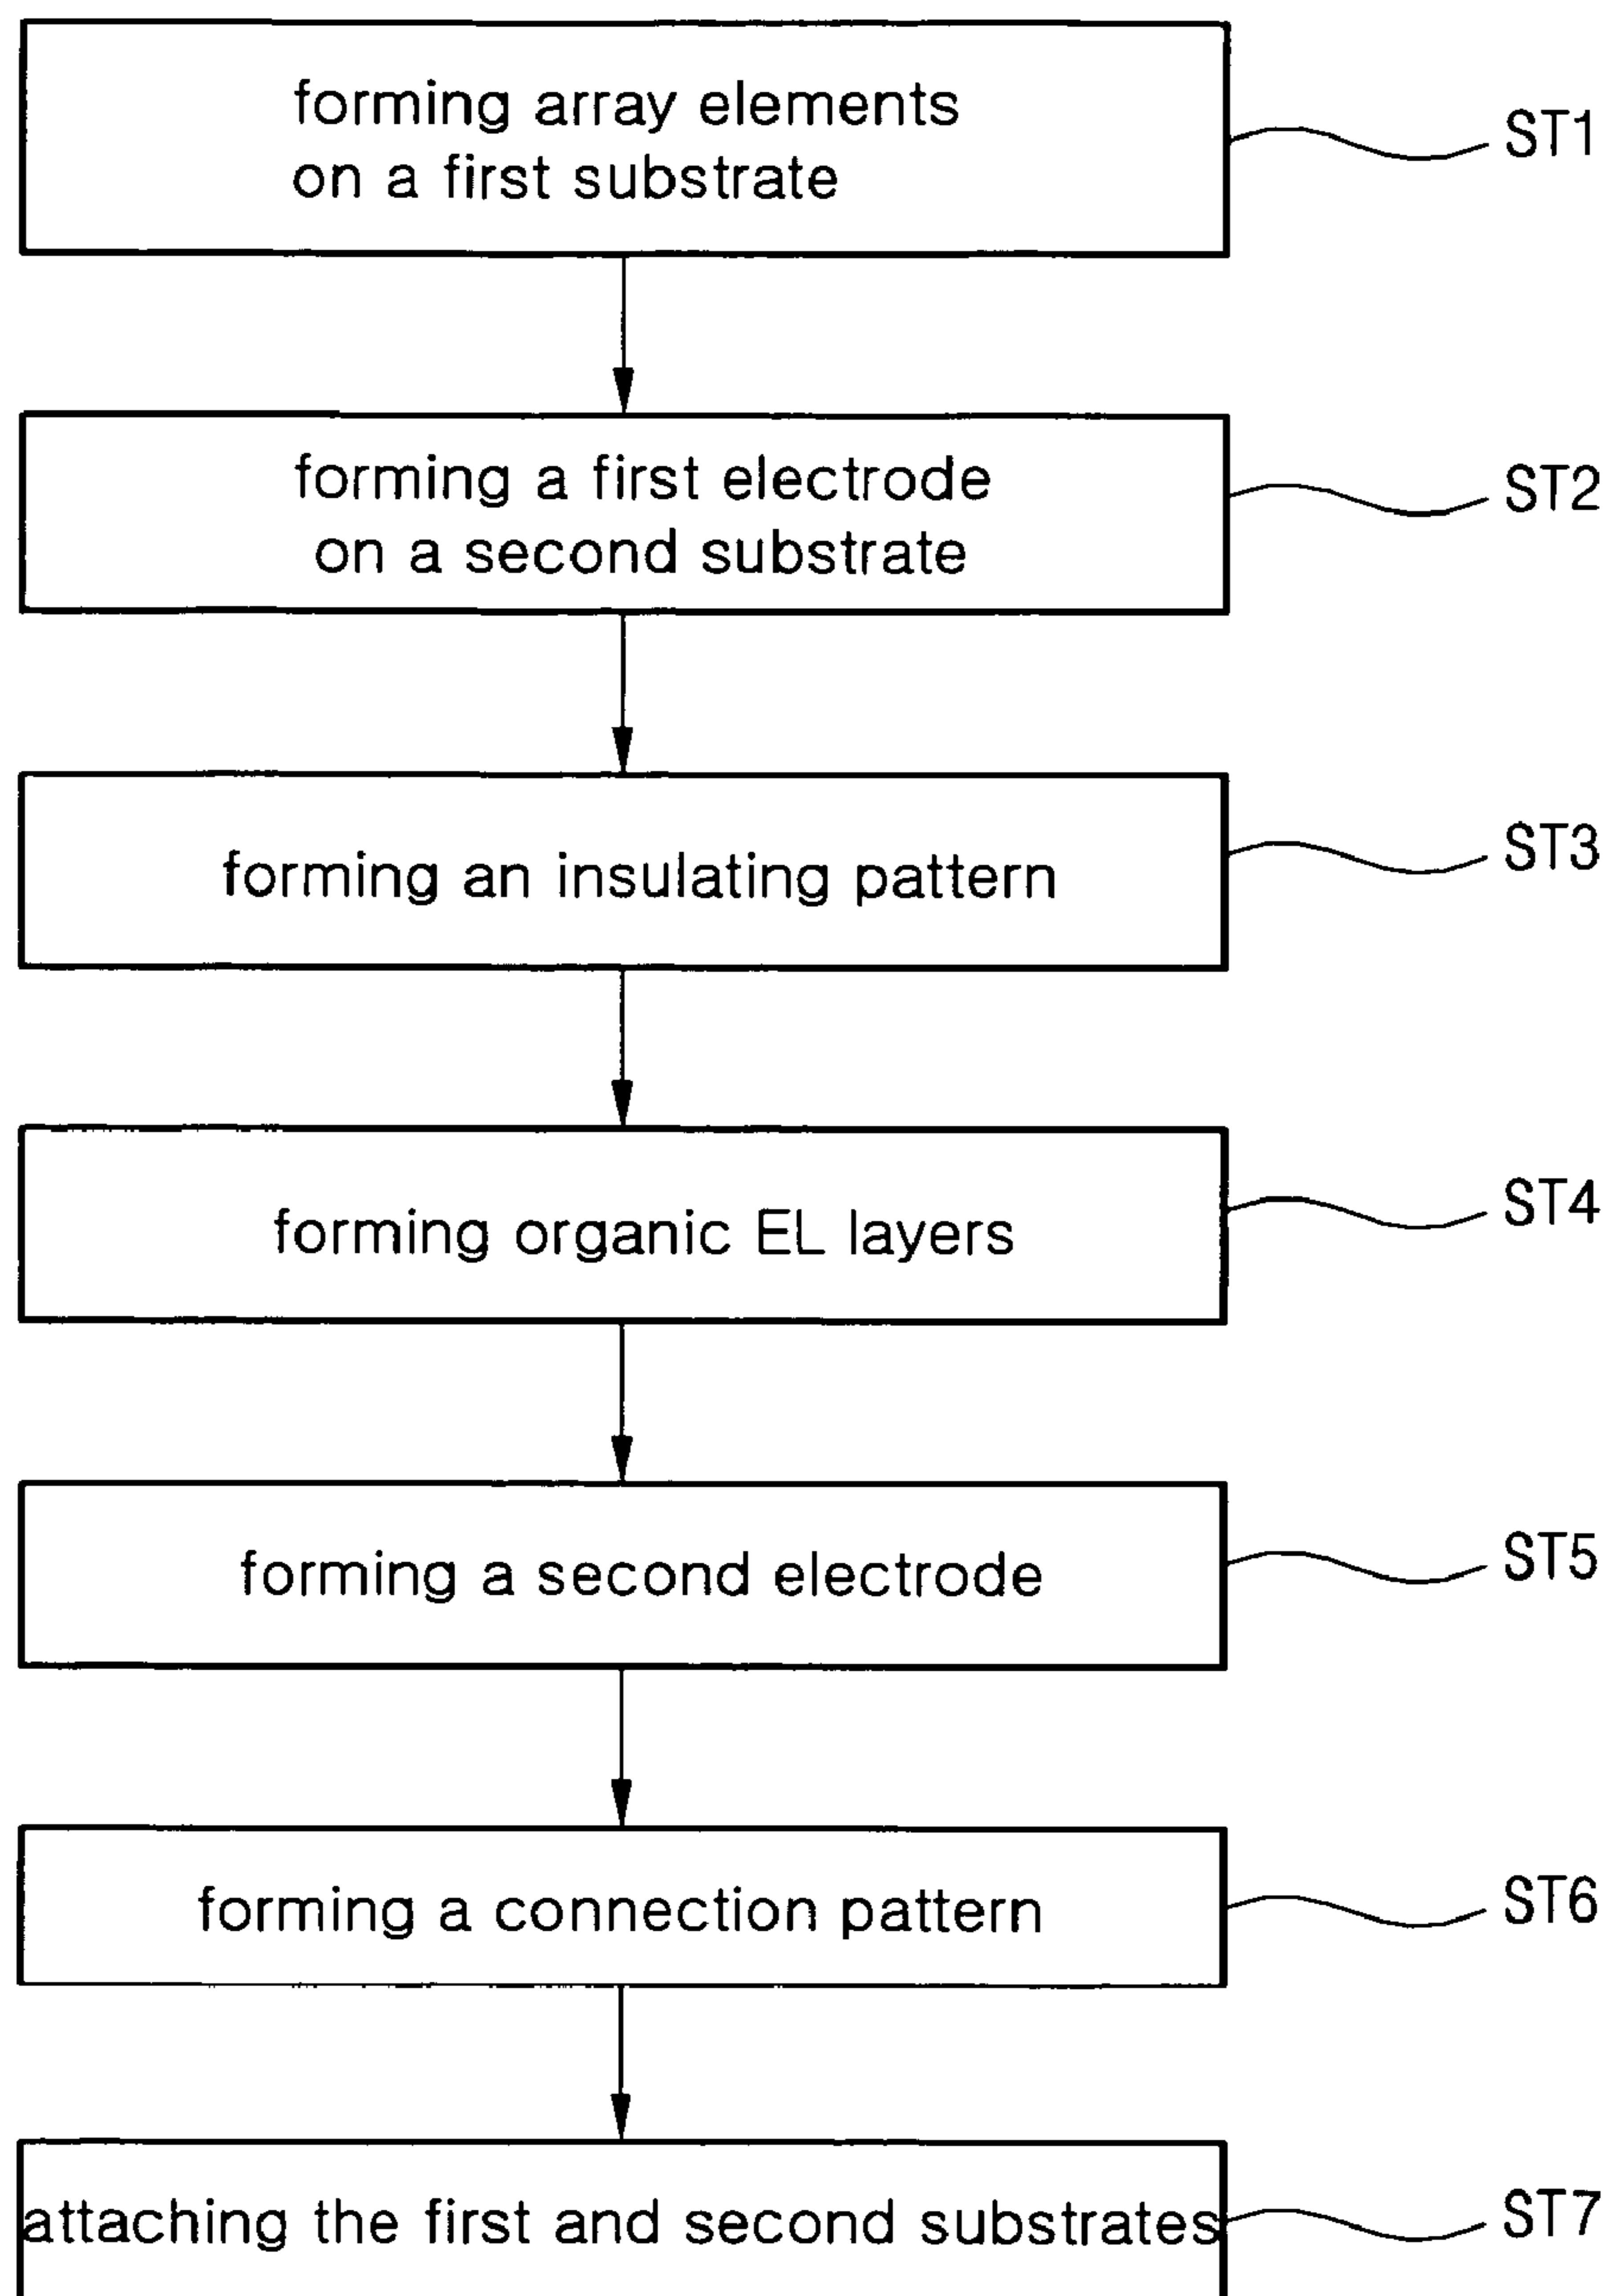 forming array elements
on a first substrate
ST1
forming a first electrode
on a second substrate
ST2
forming an insulating pattern
ST3
forming organic EL layers
ST4
forming a second electrode
ST5
forming a connection pattern
ST6
attaching the first and second substrates
ST7